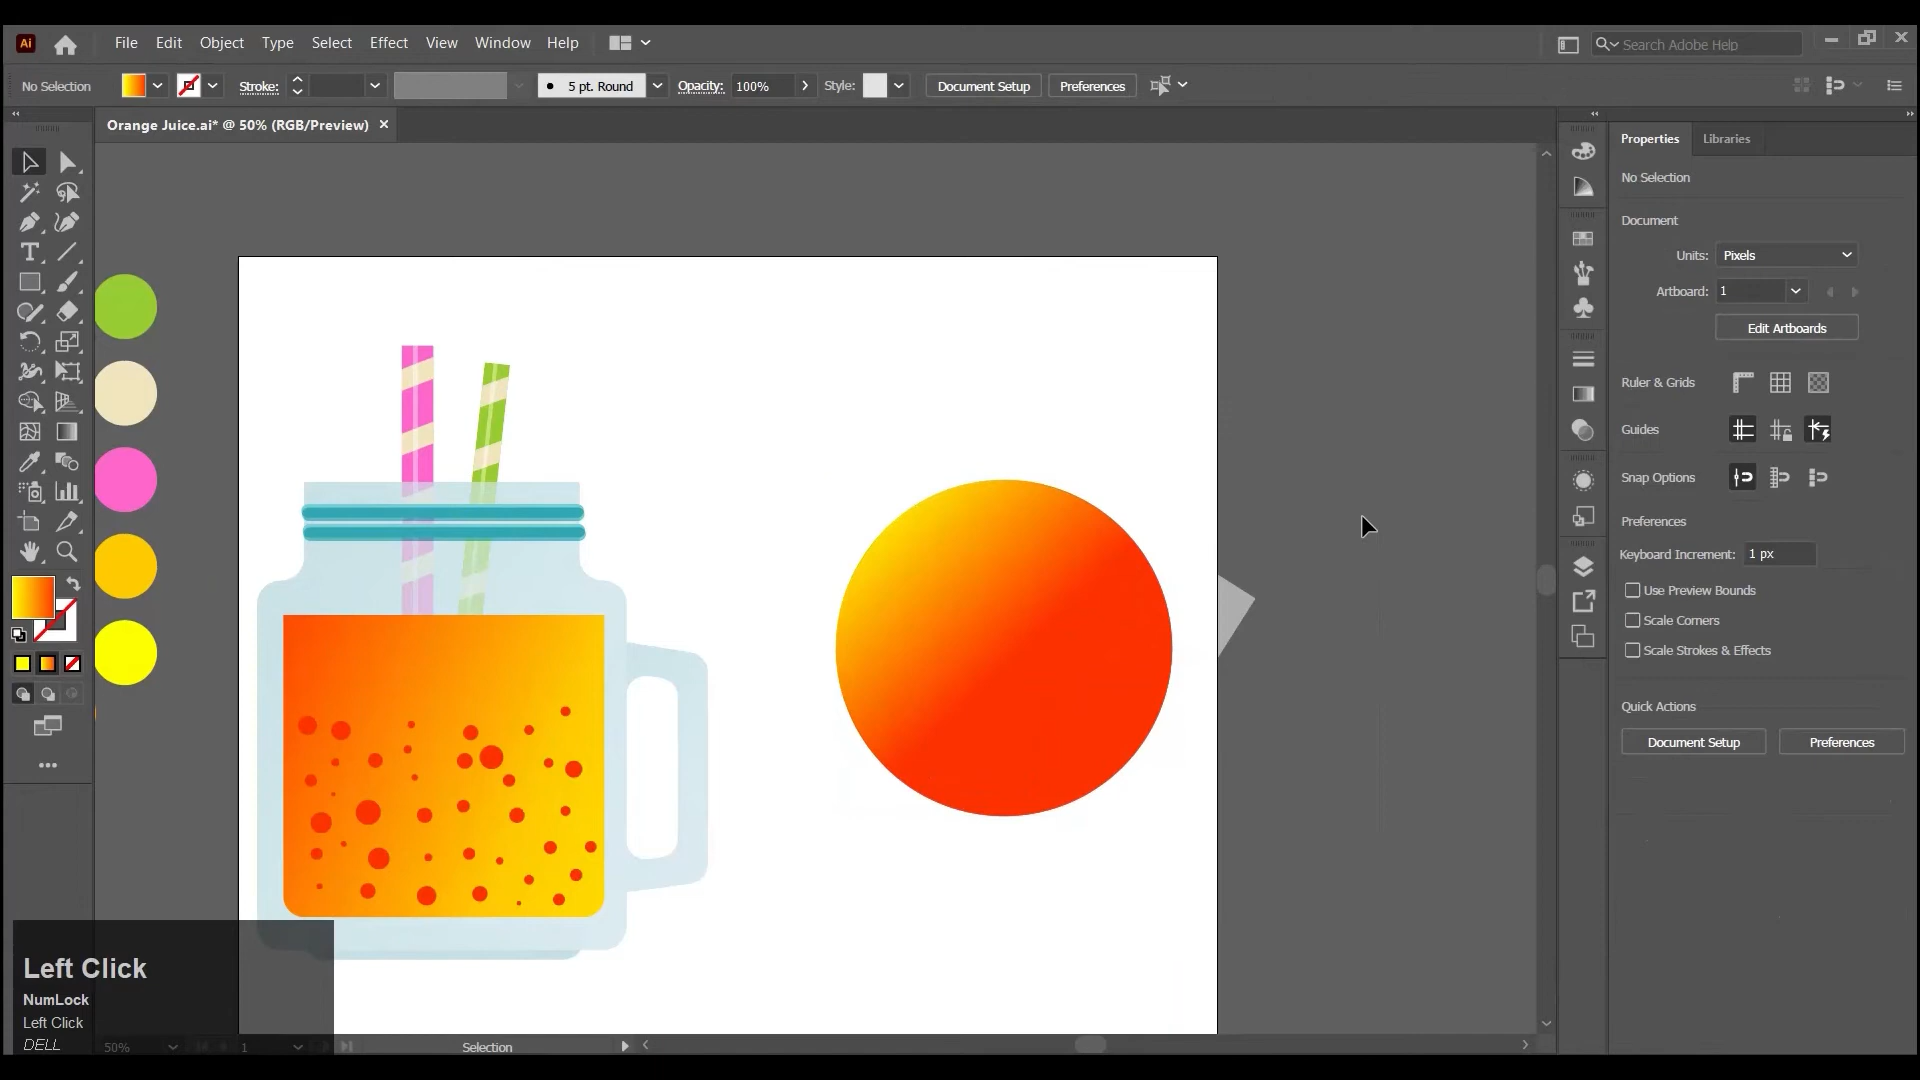 Ai File Edit Object Type Select Effect View Window Help Search Adobe Help
No Selection Stroke: 5 pt. Round Opacity: 100% Style: Document Setup Preferences
Orange Juice.ai* @ 50% (RGB/Preview)
Properties Libraries
No Selection
Document
Units: Pixels
Artboard: 1
Edit Artboards
Ruler & Grids
Guides
Snap Options
Preferences
Keyboard Increment: 1 px
Use Preview Bounds
Scale Corners
Scale Strokes & Effects
Quick Actions
Document Setup Preferences
T
Left Click
NumLock
Left Click
DELL
50% 1 Selection